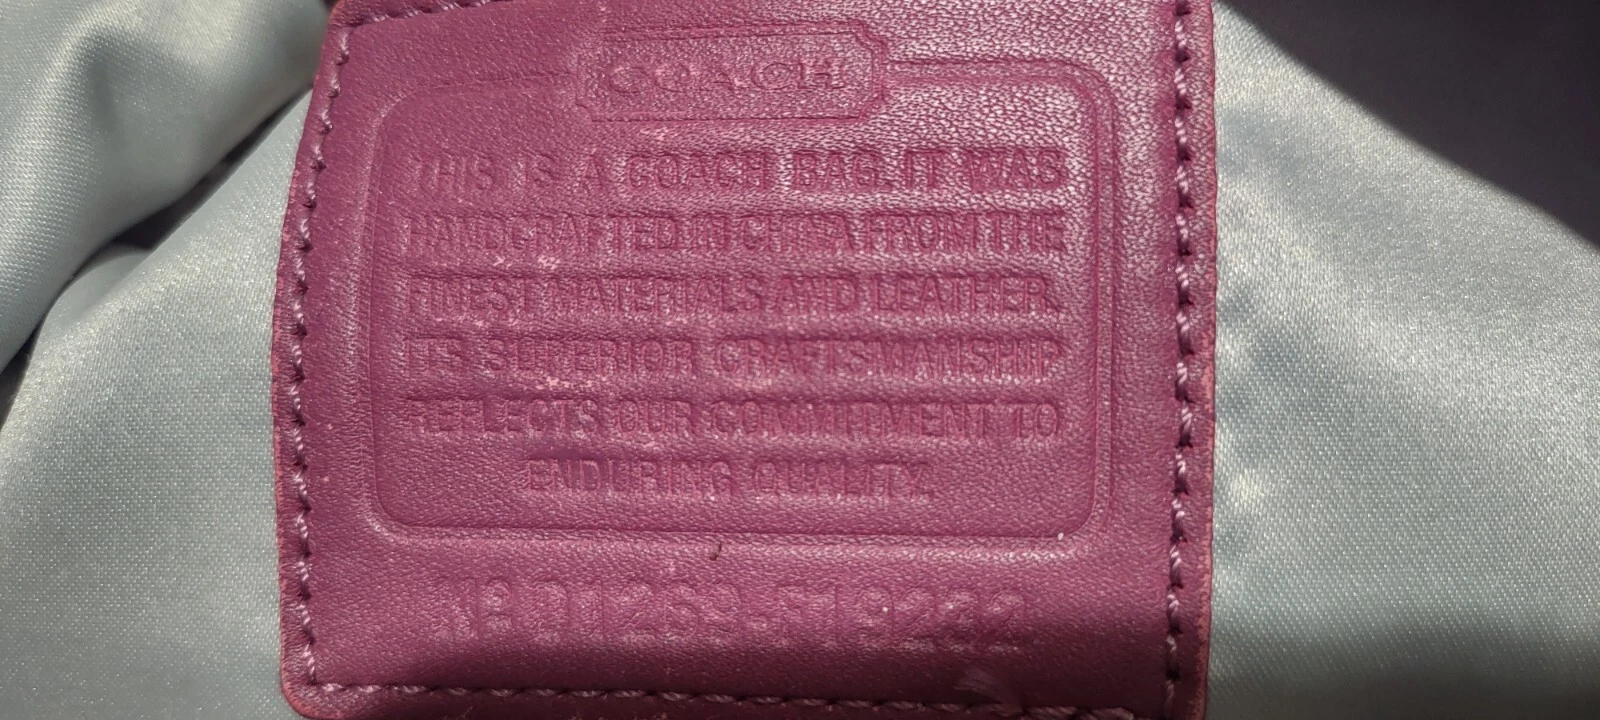 COACH
THIS IS A COACH BAG. IT WAS
HANDCRAFTED IN CHINA FROM THE
FINEST MATERIALS AND LEATHER.
ITS SUPERIOR CRAFTSMANSHIP
REFLECTS OUR COMMITMENT TO
ENDURING QUALITY.